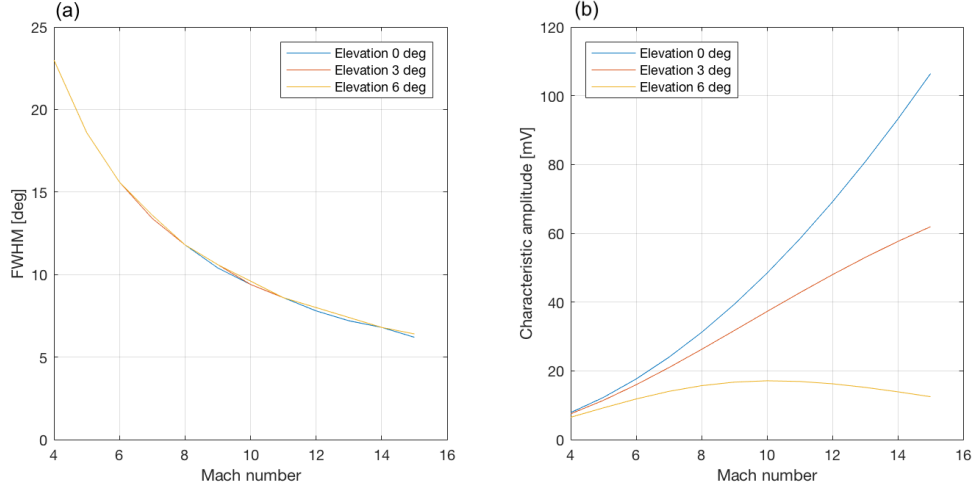 (a)
25
20
15
10
5
0
FWHM [deg]
4 6 8 10 12 14 16
Mach number
Elevation 0 deg
Elevation 3 deg
Elevation 6 deg
(b)
120
100
80
60
40
20
0
Characteristic amplitude [mV]
4 6 8 10 12 14 16
Mach number
Elevation 0 deg
Elevation 3 deg
Elevation 6 deg